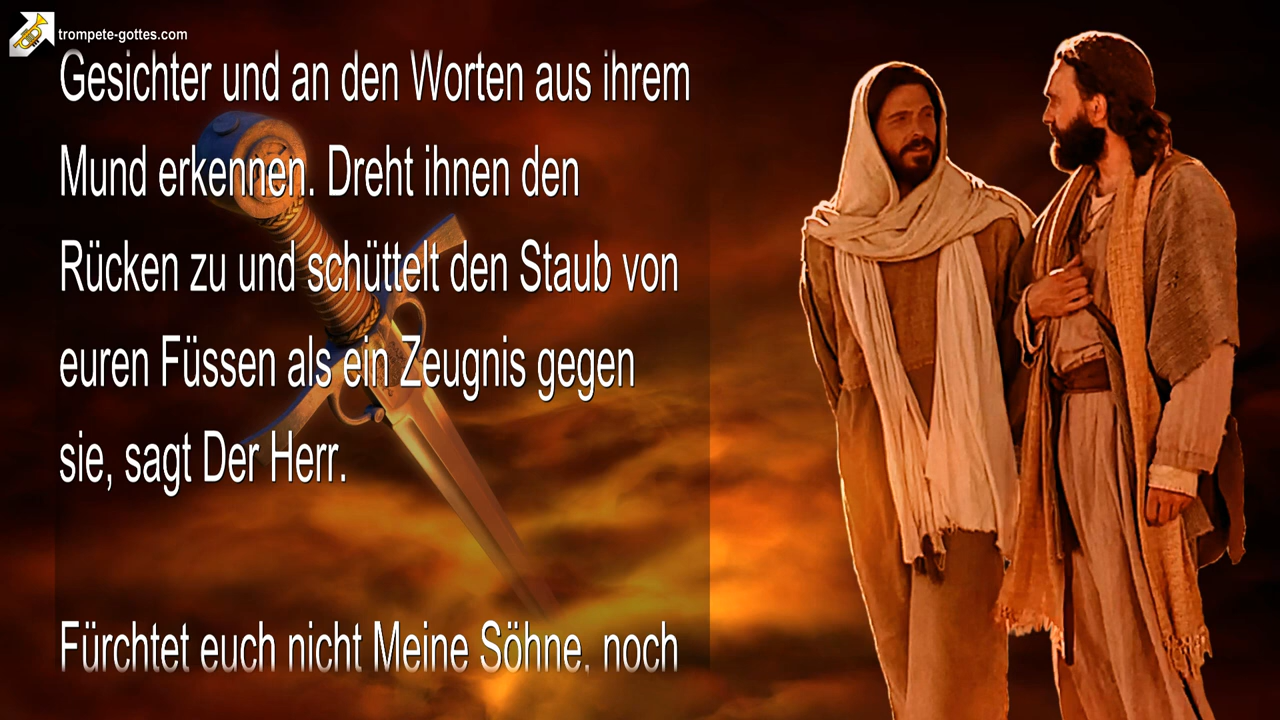 trompete-gottes.com
Gesichter und an den Worten aus ihrem
Mund erkennen. Dreht ihnen den
Rücken zu und schüttelt den Staub von
euren Füssen als ein Zeugnis gegen
sie, sagt Der Herr.
Fürchtet euch nicht Meine Söhne, noch